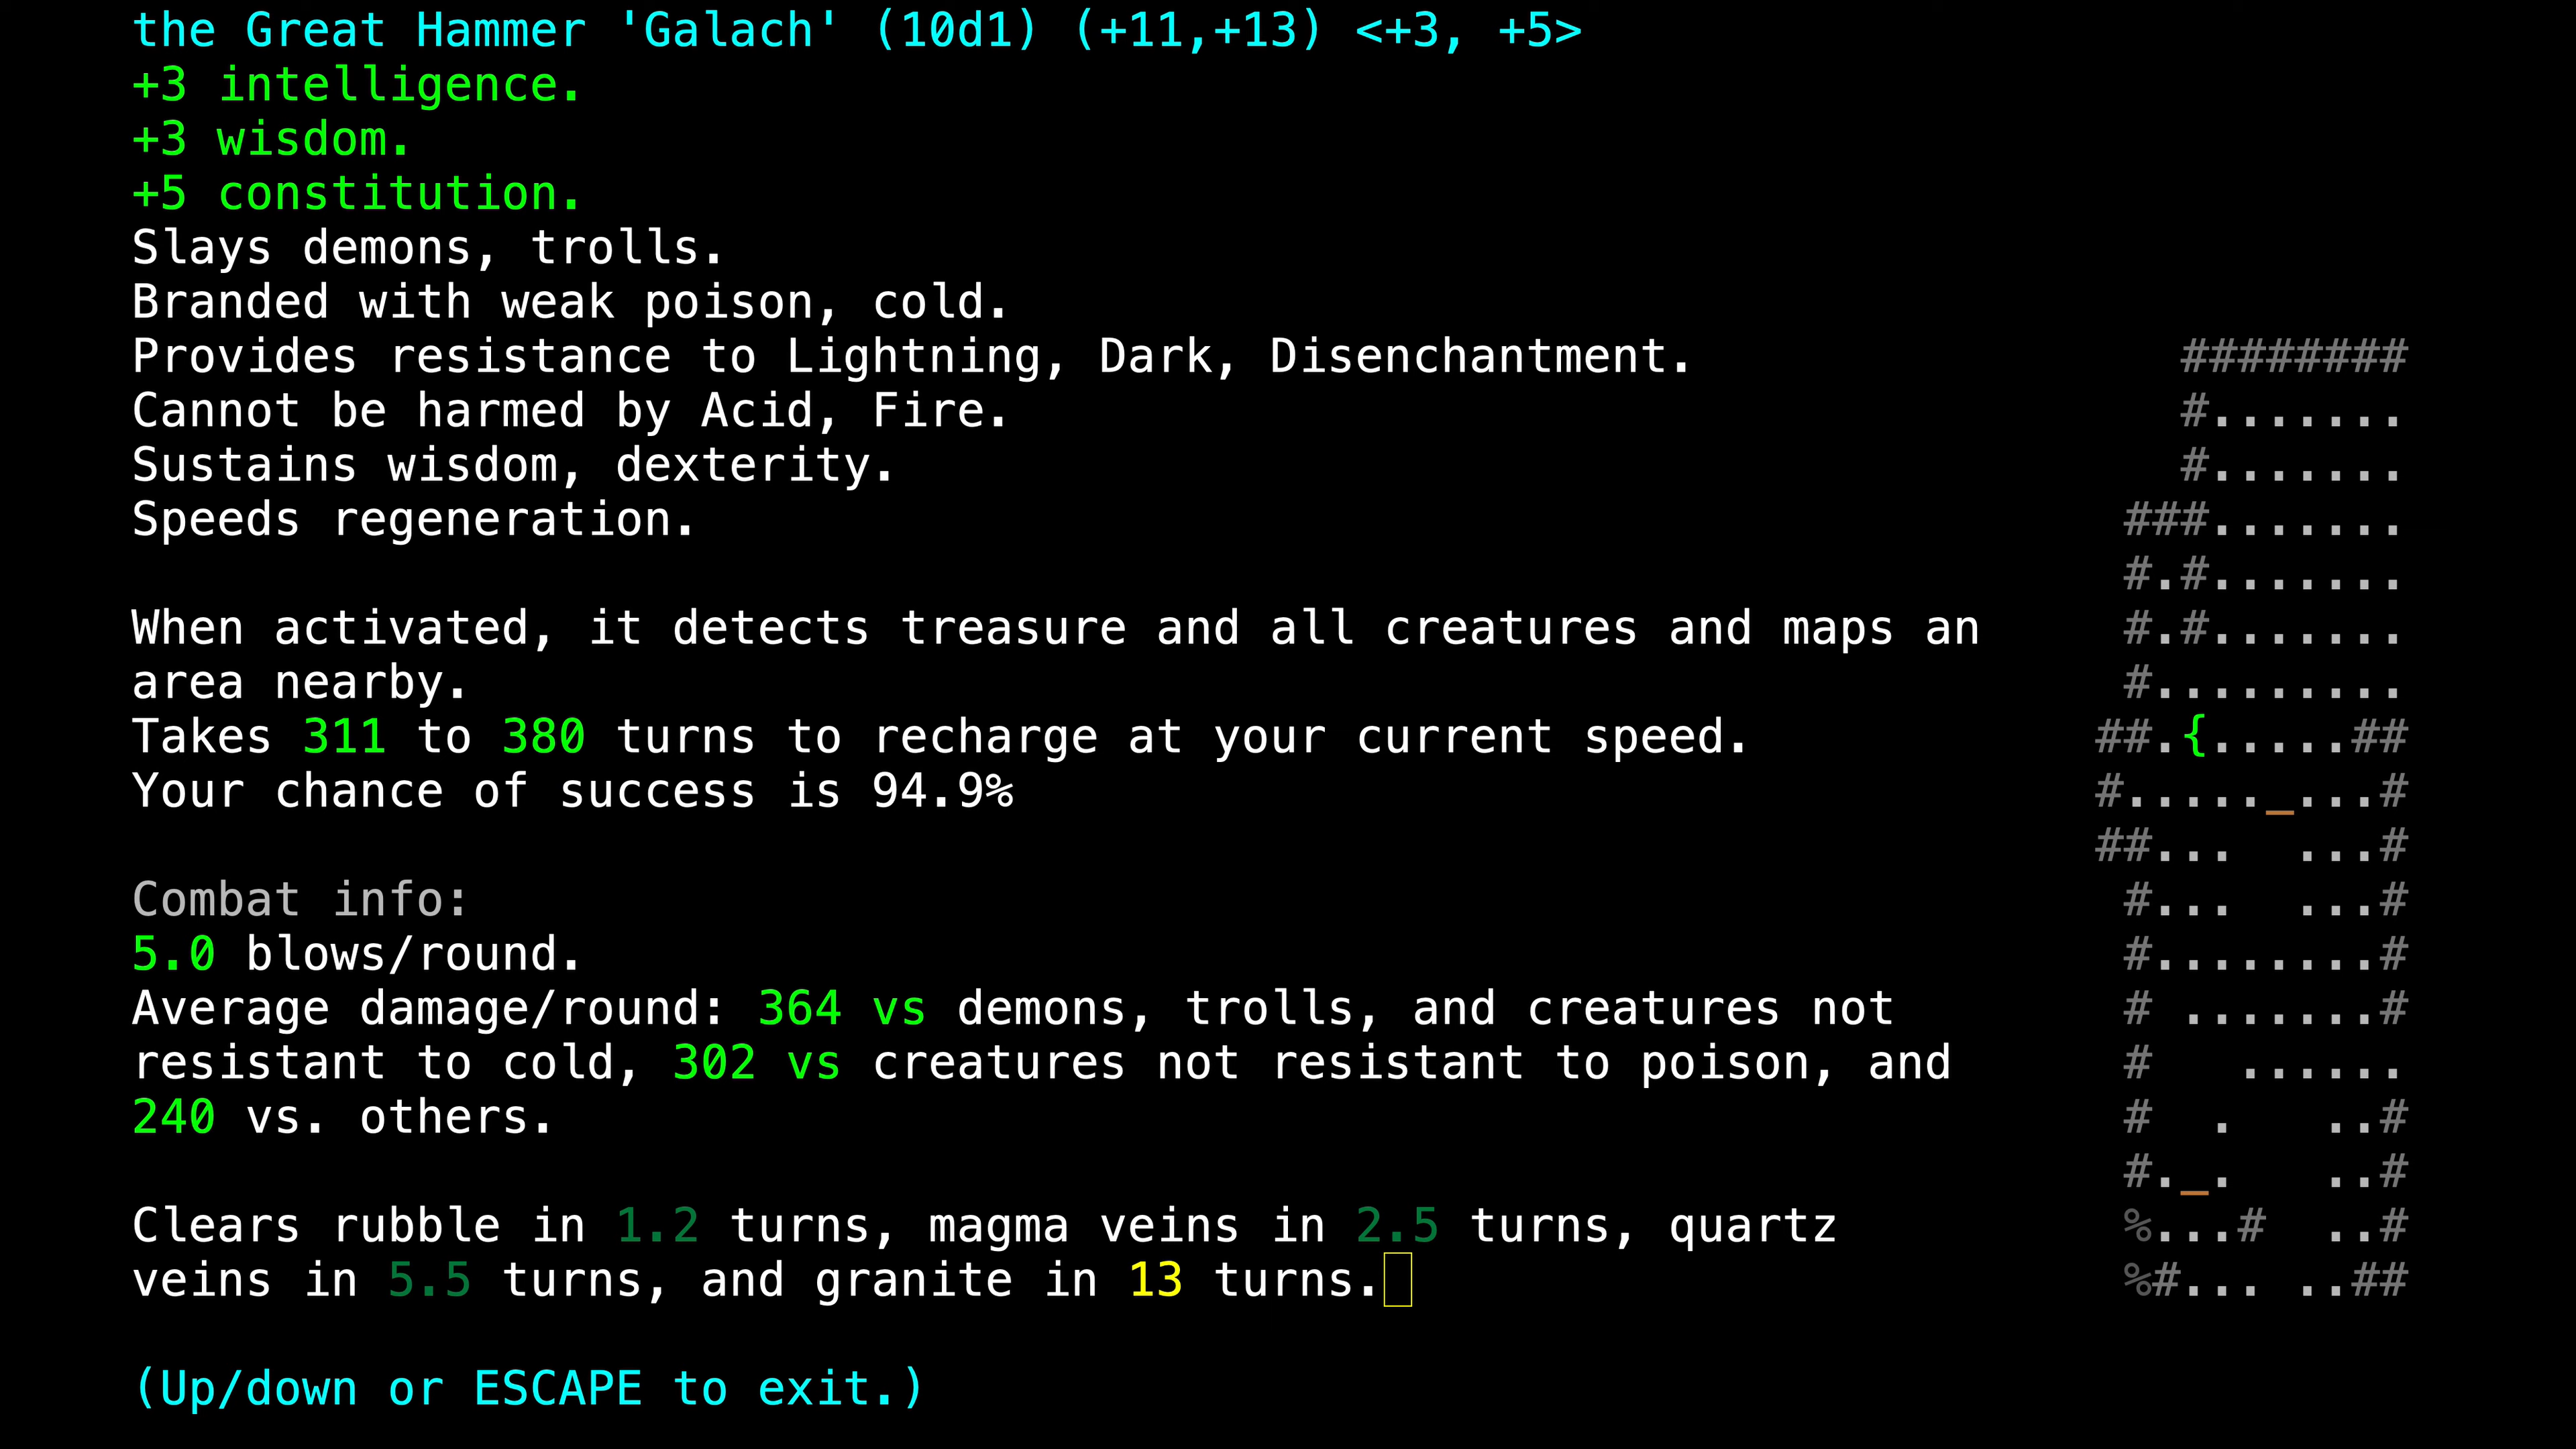 the Great Hammer 'Galach' (10d1) (+11,+13) <+3, +5>
+3 intelligence.
+3 wisdom.
+5 constitution.
Slays demons, trolls.
Branded with weak poison, cold.
Provides resistance to Lightning, Dark, Disenchantment. ########
Cannot be harmed by Acid, Fire. #.......
Sustains wisdom, dexterity. #.......
Speeds regeneration. ###.......
#.#.......
When activated, it detects treasure and all creatures and maps an #.#.......
area nearby. #.........
Takes 311 to 380 turns to recharge at your current speed. ##.{.....##
Your chance of success is 94.9% #....._...#
##...  ...#
Combat info: #...  ...#
5.0 blows/round. #........#
Average damage/round: 364 vs demons, trolls, and creatures not # .......#
resistant to cold, 302 vs creatures not resistant to poison, and #   ......
240 vs. others. #  .   ..#
#._.   ..#
Clears rubble in 1.2 turns, magma veins in 2.5 turns, quartz %...#  ..#
veins in 5.5 turns, and granite in 13 turns. %#... ..##
(Up/down or ESCAPE to exit.)